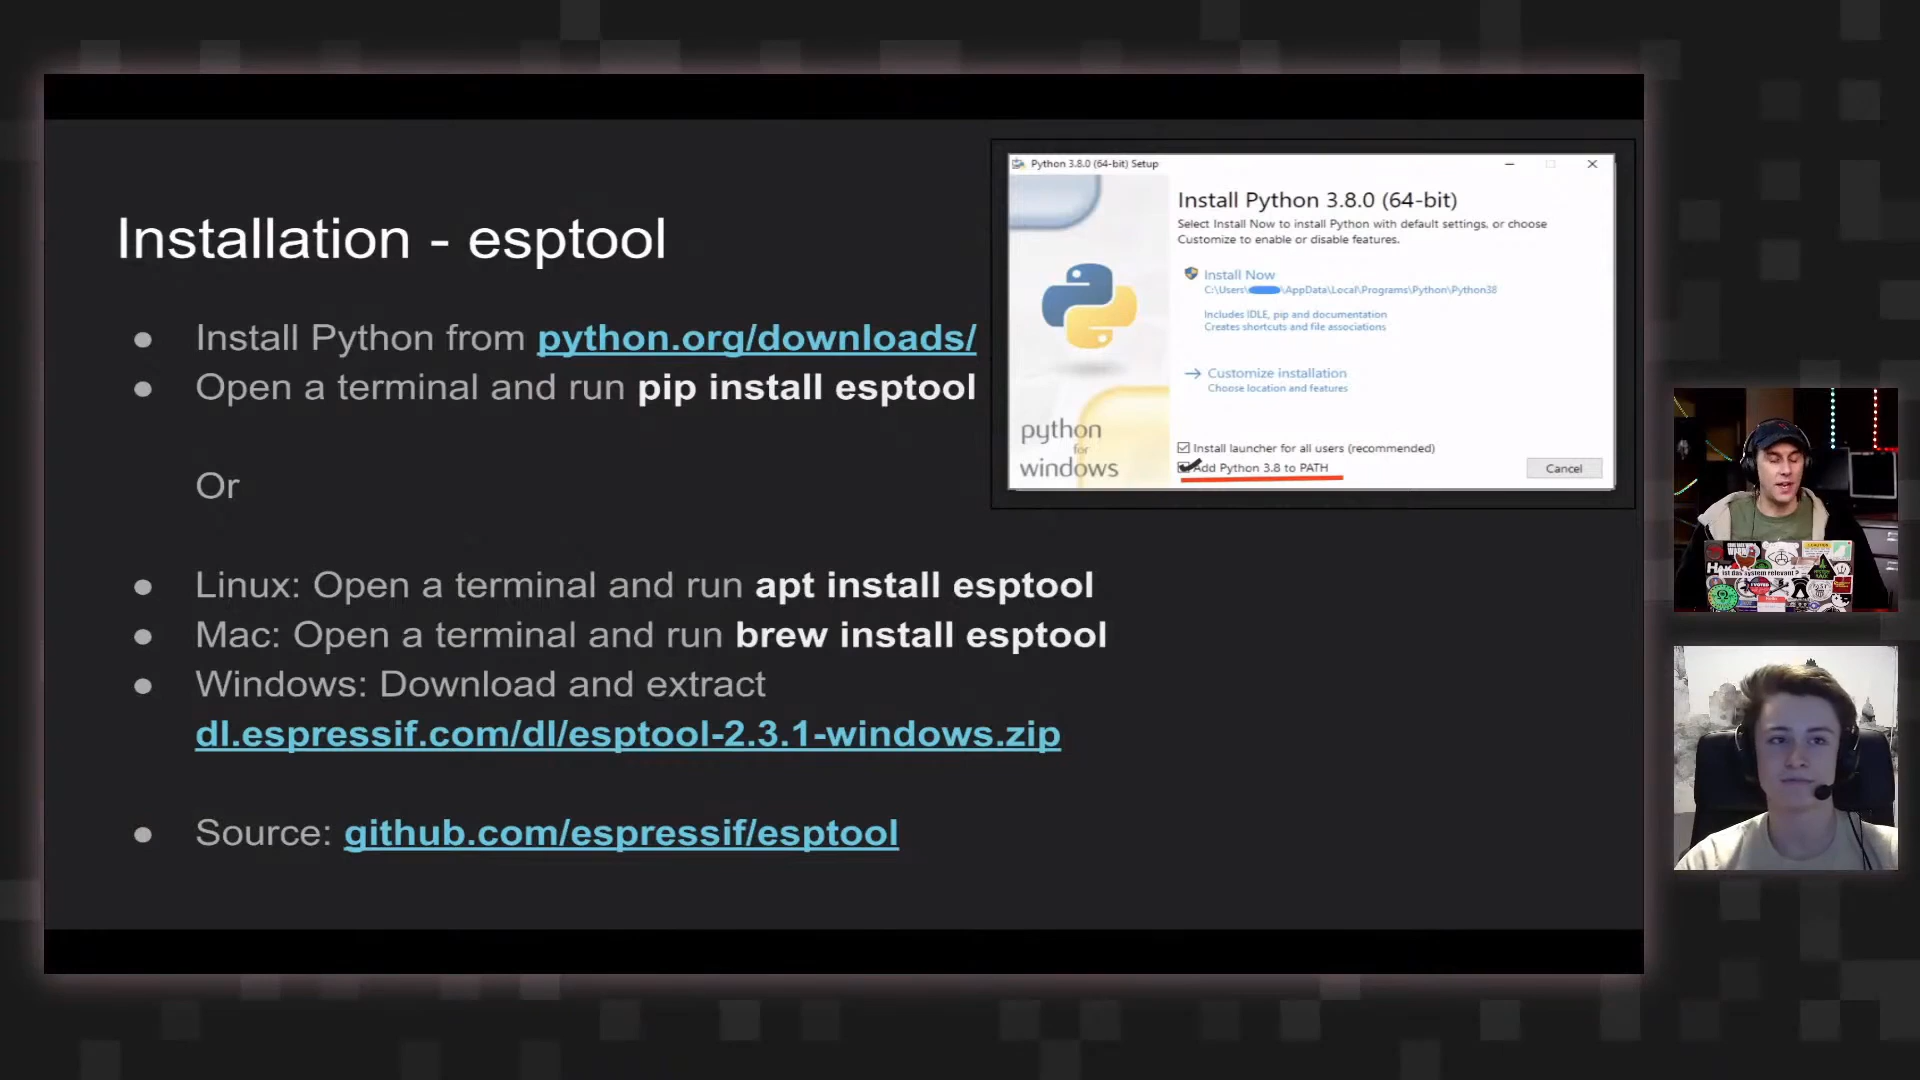 Installation - esptool
● Install Python from python.org/downloads/
● Open a terminal and run pip install esptool
Or
● Linux: Open a terminal and run apt install esptool
● Mac: Open a terminal and run brew install esptool
● Windows: Download and extract
dl.espressif.com/dl/esptool-2.3.1-windows.zip
● Source: github.com/espressif/esptool
Python 3.8.0 (64-bit) Setup
Install Python 3.8.0 (64-bit)
Select Install Now to install Python with default settings, or choose
Customize to enable or disable features.
Install Now
C:\Users\ \AppData\Local\Programs\Python\Python38
Includes IDLE, pip and documentation
Creates shortcuts and file associations
Customize installation
Choose location and features
python
for
windows
Install launcher for all users (recommended)
Add Python 3.8 to PATH
Cancel
ist das system relevant ?